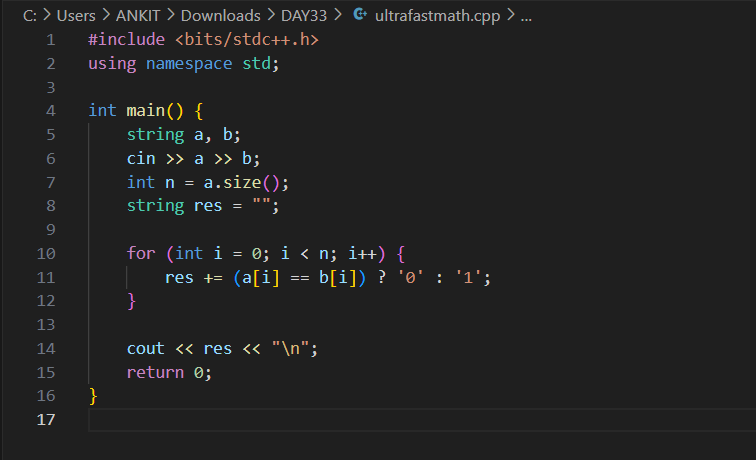 C: > Users > ANKIT > Downloads > DAY33 > ultrafastmath.cpp > ...
1 #include <bits/stdc++.h>
2 using namespace std;
3
4 int main() {
5     string a, b;
6     cin >> a >> b;
7     int n = a.size();
8     string res = "";
9
10     for (int i = 0; i < n; i++) {
11         res += (a[i] == b[i]) ? '0' : '1';
12     }
13
14     cout << res << "\n";
15     return 0;
16 }
17